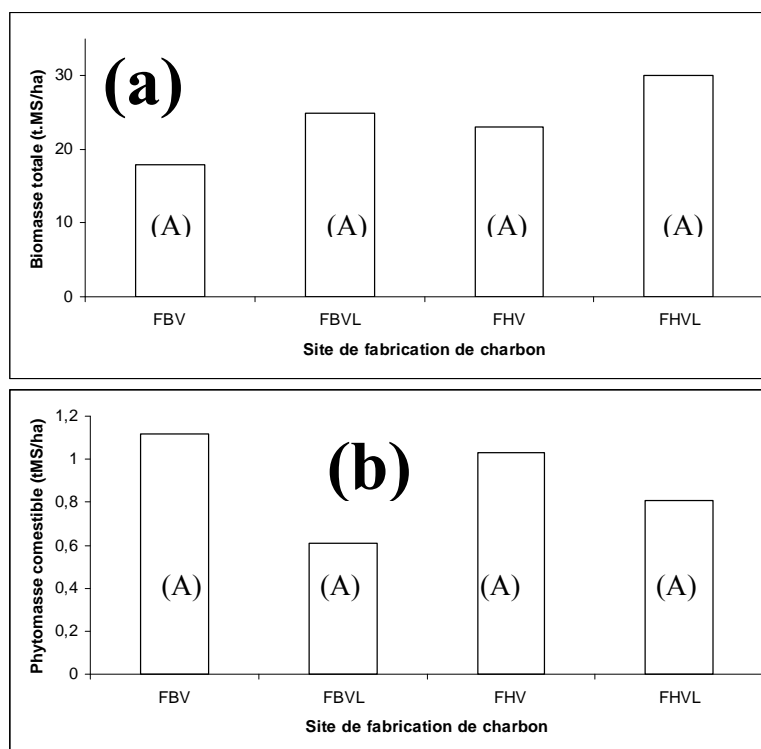 (a)
Biomasse totale (t.MS/ha)
30
20
10
0
(A) (A) (A) (A)
FBV FBVL FHV FHVL
Site de fabrication de charbon
(b)
Phytomasse comestible (tMS/ha)
1,2
1
0,8
0,6
0,4
0,2
0
(A) (A) (A) (A)
FBV FBVL FHV FHVL
Site de fabrication de charbon